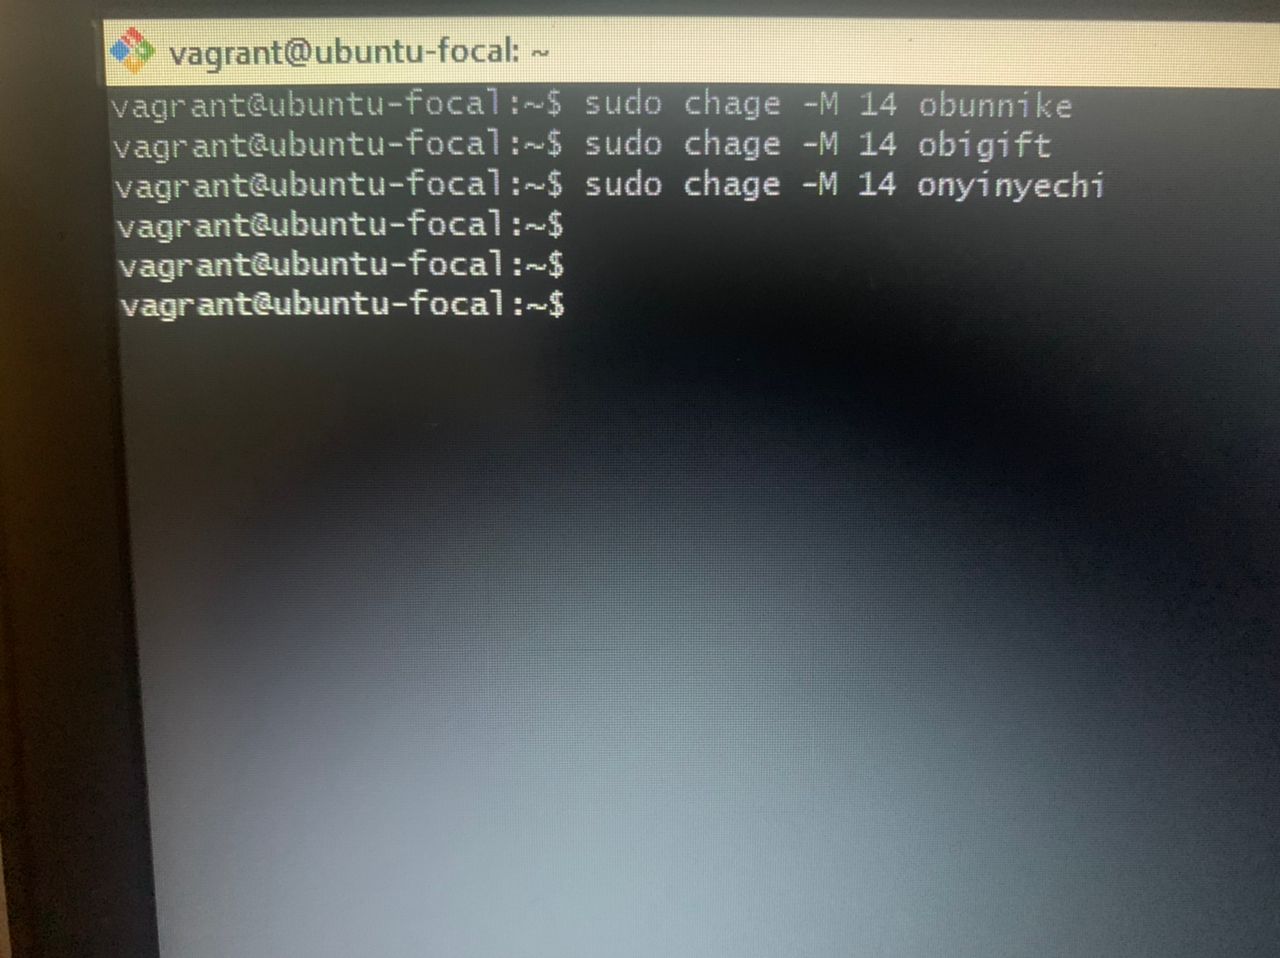 vagrant@ubuntu-focal: ~
vagrant@ubuntu-focal:~$ sudo chage -M 14 obunnike
vagrant@ubuntu-focal:~$ sudo chage -M 14 obigift
vagrant@ubuntu-focal:~$ sudo chage -M 14 onyinyechi
vagrant@ubuntu-focal:~$
vagrant@ubuntu-focal:~$
vagrant@ubuntu-focal:~$